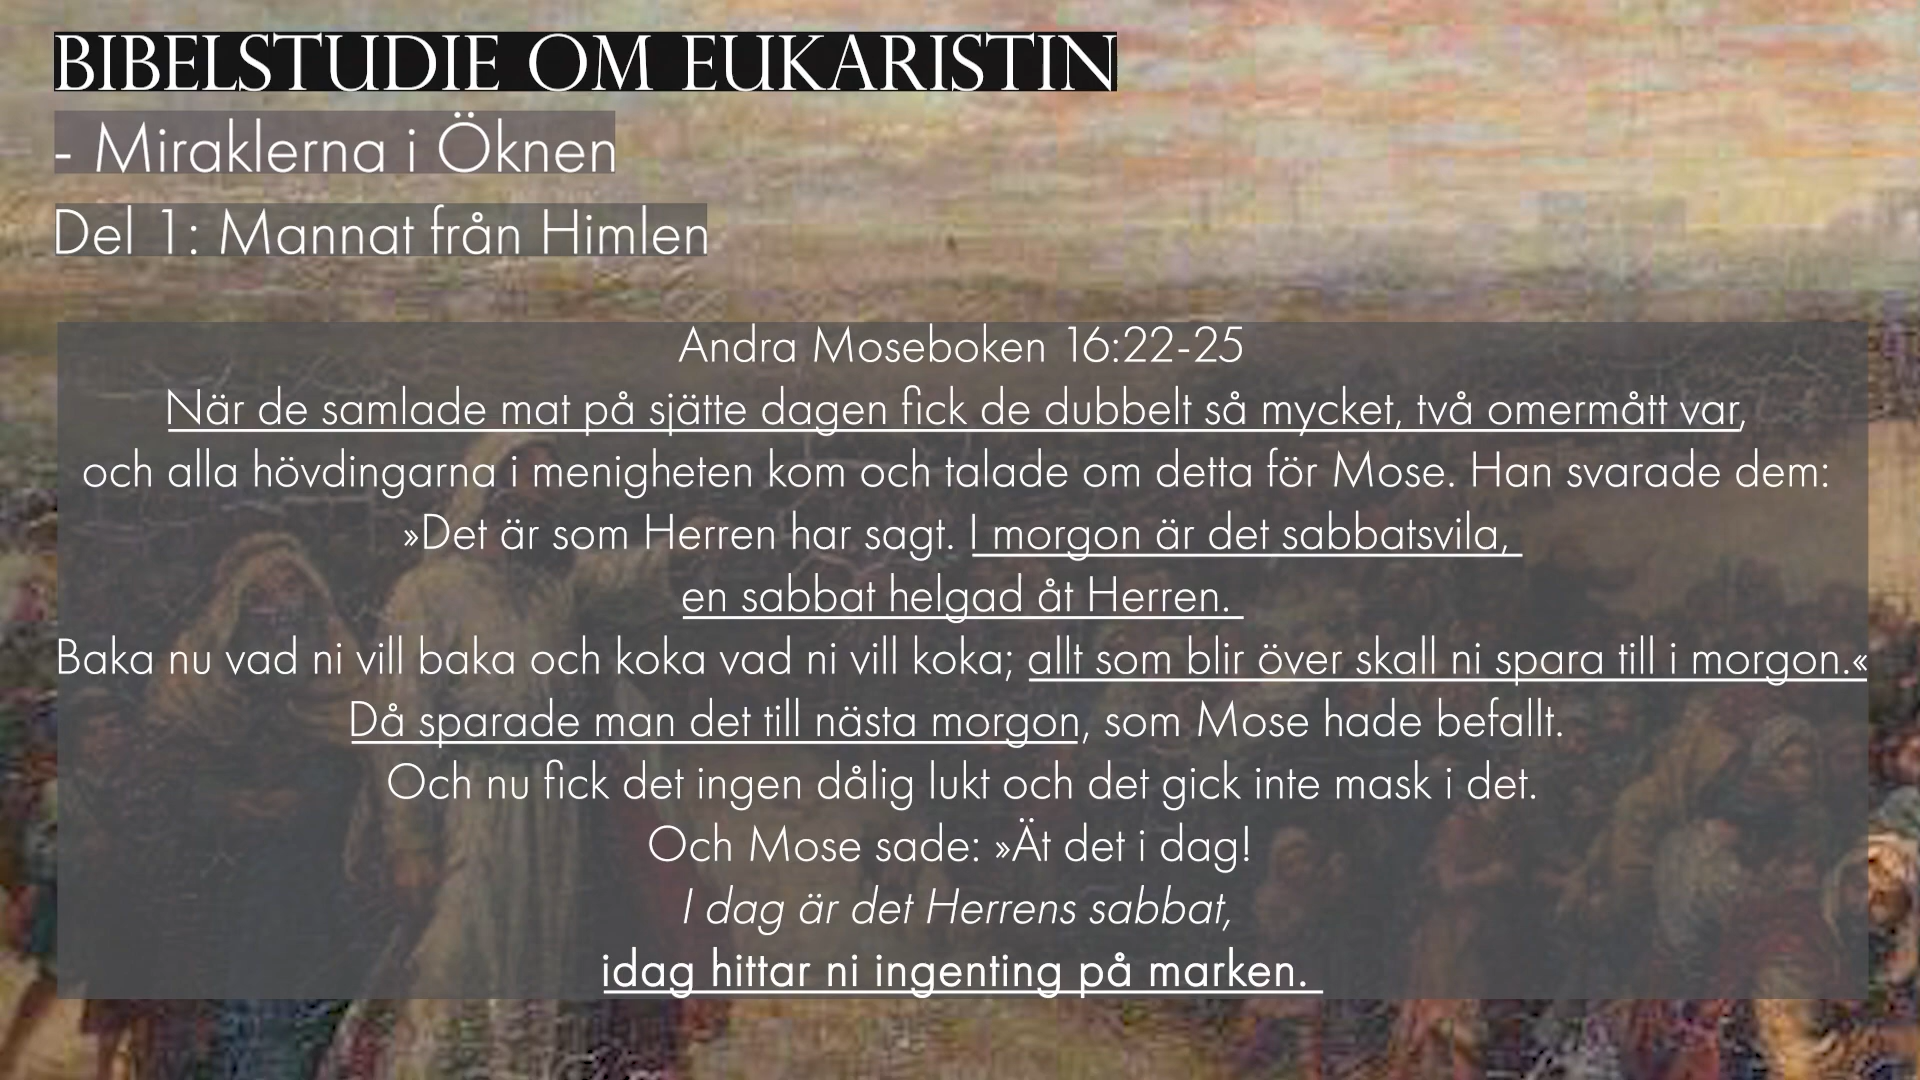 BIBELSTUDIE OM EUKARISTIN
- Miraklerna i Öknen
Del 1: Mannat från Himlen
Andra Moseboken 16:22-25
När de samlade mat på sjätte dagen fick de dubbelt så mycket, två omermått var,
och alla hövdingarna i menigheten kom och talade om detta för Mose. Han svarade dem:
»Det är som Herren har sagt. I morgon är det sabbatsvila,
en sabbat helgad åt Herren.
Baka nu vad ni vill baka och koka vad ni vill koka; allt som blir över skall ni spara till i morgon.«
Då sparade man det till nästa morgon, som Mose hade befallt.
Och nu fick det ingen dålig lukt och det gick inte mask i det.
Och Mose sade: »Ät det i dag!
I dag är det Herrens sabbat,
idag hittar ni ingenting på marken.